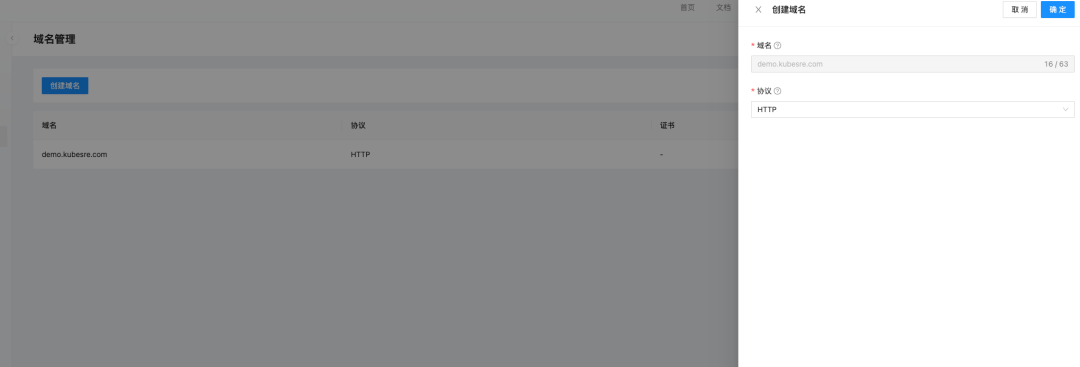 首页 文档
域名管理
创建域名
域名 协议 证书
demo.kubesre.com HTTP -
创建域名 取 消 确 定
* 域名
demo.kubesre.com 16 / 63
* 协议
HTTP